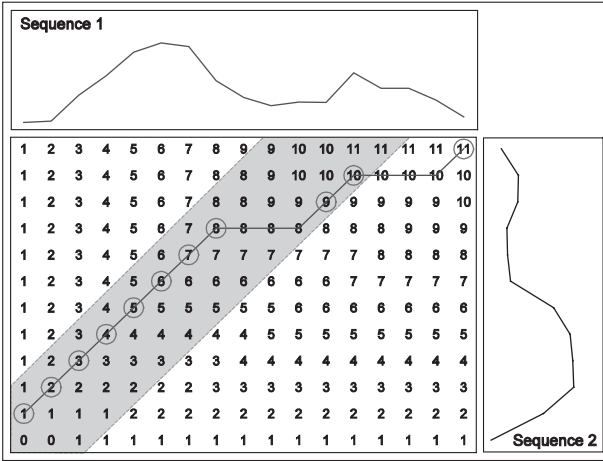 Sequence 1
1 2 3 4 5 6 7 8 9 9 10 10 11 11 11 11 11
1 2 3 4 5 6 7 8 8 9 10 10 10 10 10 10 10
1 2 3 4 5 6 7 8 8 9 9 9 9 9 9 9 10
1 2 3 4 5 6 7 8 8 8 8 8 8 8 9 9 9
1 2 3 4 5 6 7 7 7 7 7 7 7 8 8 8 8
1 2 3 4 5 6 6 6 6 6 6 6 7 7 7 7 7
1 2 3 4 5 5 5 5 5 5 6 6 6 6 6 6 6
1 2 3 4 4 4 4 4 4 5 5 5 5 5 5 5 5
1 2 3 3 3 3 3 3 4 4 4 4 4 4 4 4 4
1 2 2 2 2 2 2 3 3 3 3 3 3 3 3 3 3
1 1 1 1 2 2 2 2 2 2 2 2 2 2 2 2 2
0 0 1 1 1 1 1 1 1 1 1 1 1 1 1 1 1
Sequence 2